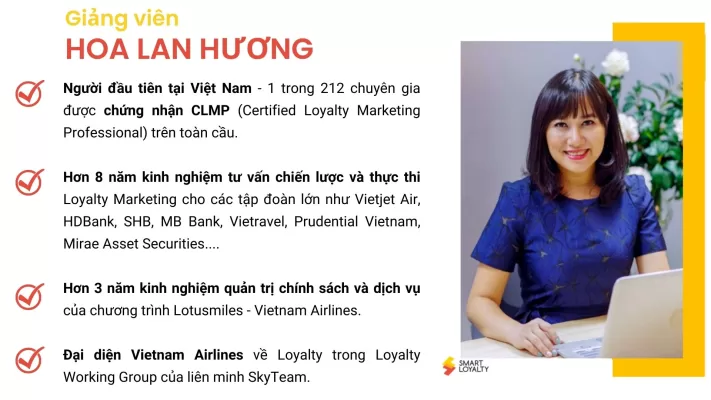 Giảng viên
HOA LAN HƯƠNG
Người đầu tiên tại Việt Nam - 1 trong 212 chuyên gia
được chứng nhận CLMP (Certified Loyalty Marketing
Professional) trên toàn cầu.
Hơn 8 năm kinh nghiệm tư vấn chiến lược và thực thi
Loyalty Marketing cho các tập đoàn lớn như Vietjet Air,
HDBank, SHB, MB Bank, Vietravel, Prudential Vietnam,
Mirae Asset Securities....
Hơn 3 năm kinh nghiệm quản trị chính sách và dịch vụ
của chương trình Lotusmiles - Vietnam Airlines.
Đại diện Vietnam Airlines về Loyalty trong Loyalty
Working Group của liên minh SkyTeam.
SMART
LOYALTY